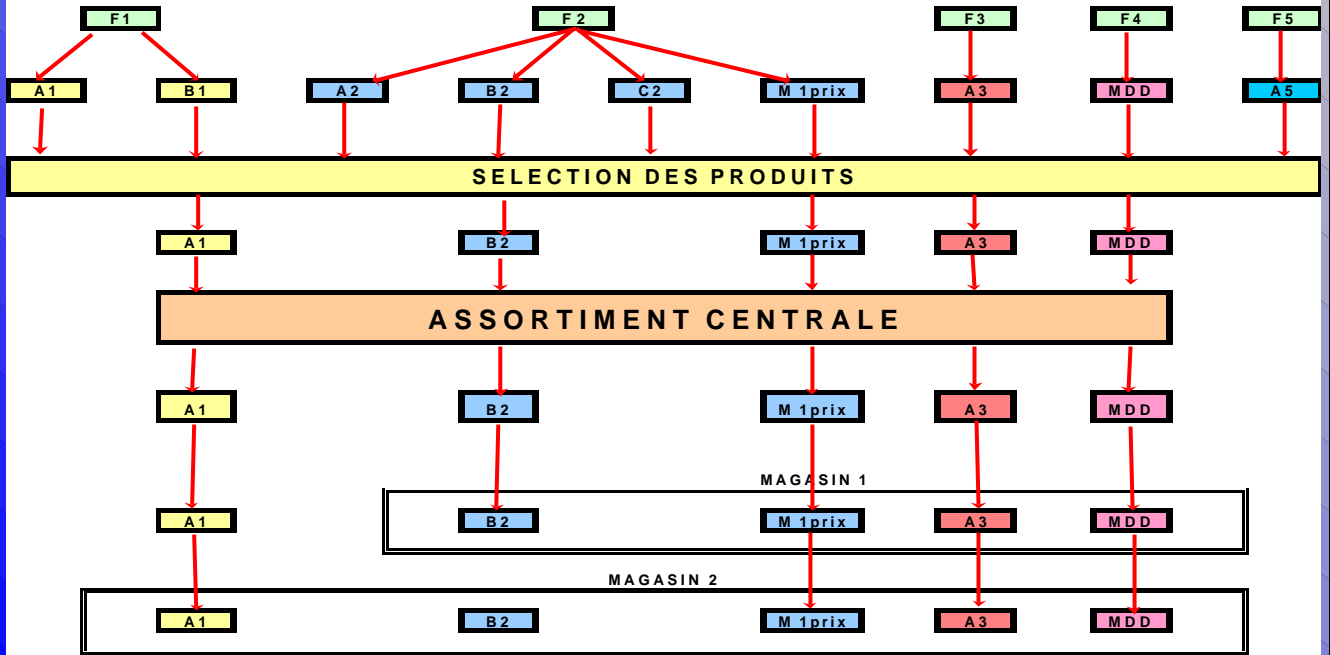 F1 F2 F3 F4 F5
A1 B1 A2 B2 C2 M 1prix A3 MDD A5
SELECTION DES PRODUITS
A1 B2 M 1prix A3 MDD
ASSORTIMENT CENTRALE
A1 B2 M 1prix A3 MDD
MAGASIN 1
A1 B2 M 1prix A3 MDD
MAGASIN 2
A1 B2 M 1prix A3 MDD